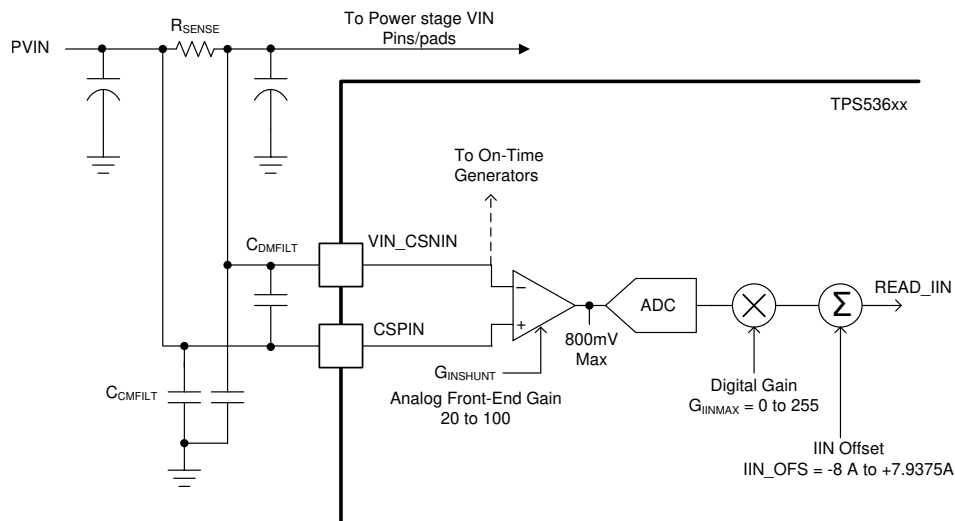 RSENSE
PVIN
To Power stage VIN
Pins/pads
TPS536xx
To On-Time
Generators
CDMFILT
VIN_CSNIN
CSPIN
−
+
ADC
Σ
READ_IIN
800mV
Max
GINSHUNT
Analog Front-End Gain
20 to 100
CCMFILT
Digital Gain
GIINMAX = 0 to 255
IIN Offset
IIN_OFS = -8 A to +7.9375A